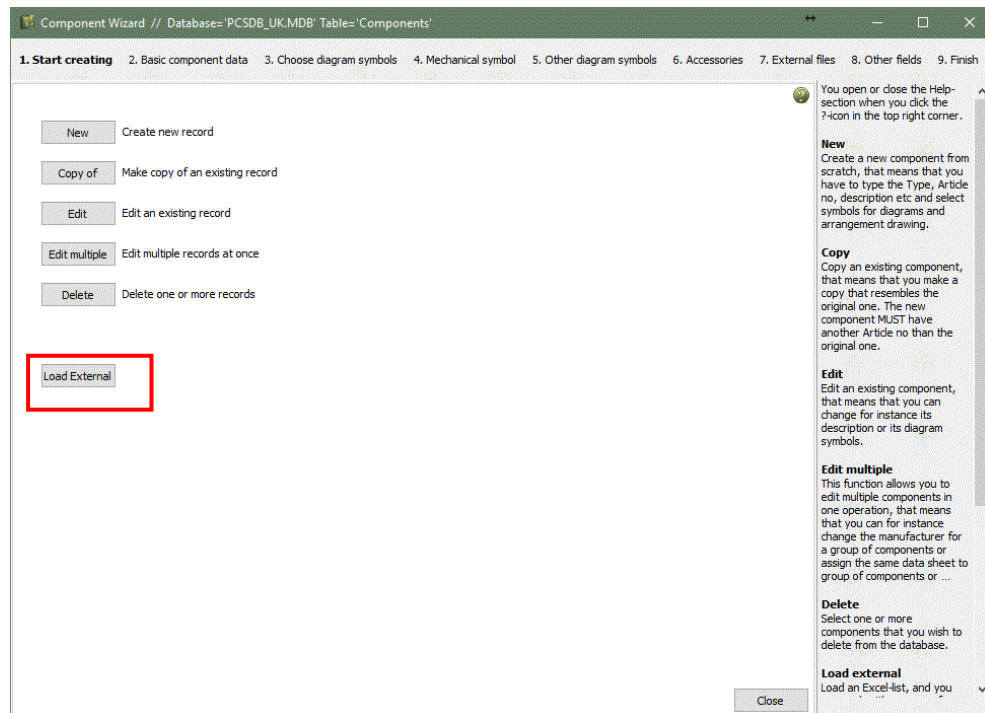 Component Wizard // Database='PCSDB_UK.MDB' Table='Components'
1. Start creating 2. Basic component data 3. Choose diagram symbols 4. Mechanical symbol 5. Other diagram symbols 6. Accessories 7. External files 8. Other fields 9. Finish
New Create new record
Copy of Make copy of an existing record
Edit Edit an existing record
Edit multiple Edit multiple records at once
Delete Delete one or more records
Load External
Close
You open or close the Help-
section when you click the
?-icon in the top right corner.
New
Create a new component from
scratch, that means that you
have to type the Type, Article
no, description etc and select
symbols for diagrams and
arrangement drawing.
Copy
Copy an existing component,
that means that you make a
copy that resembles the
original one. The new
component MUST have
another Article no than the
original one.
Edit
Edit an existing component,
that means that you can
change for instance its
description or its diagram
symbols.
Edit multiple
This function allows you to
edit multiple components in
one operation, that means
that you can for instance
change the manufacturer for
a group of components or
assign the same data sheet to
group of components or ...
Delete
Select one or more
components that you wish to
delete from the database.
Load external
Load an Excel-list, and you